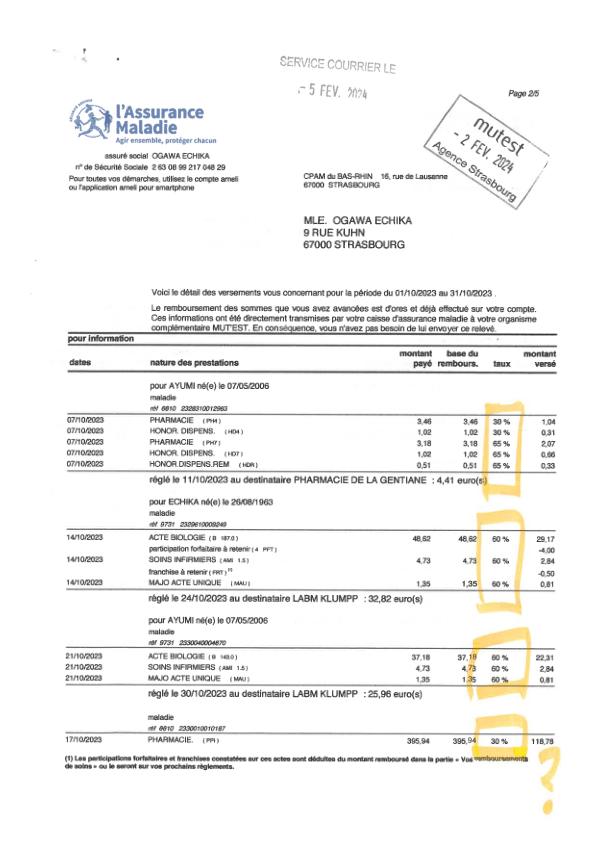 SERVICE COURRIER LE
- 5 FEV. 2024
Page 2/5
mutest
- 2 FEV. 2024
Agence Strasbourg
l'Assurance
Maladie
Agir ensemble, protéger chacun
assuré social OGAWA ECHIKA
n° de Sécurité Sociale 2 63 08 99 217 048 29
Pour toutes vos démarches, utilisez le compte ameli
ou l'application ameli pour smartphone
CPAM du BAS-RHIN 16, rue de Lausanne
67000 STRASBOURG
MLE. OGAWA ECHIKA
9 RUE KUHN
67000 STRASBOURG
Voici le détail des versements vous concernant pour la période du 01/10/2023 au 31/10/2023 .
Le remboursement des sommes que vous avez avancées est d'ores et déjà effectué sur votre compte.
Ces informations ont été directement transmises par votre caisse d'assurance maladie à votre organisme
complémentaire MUT'EST. En conséquence, vous n'avez pas besoin de lui envoyer ce relevé.
pour information
dates nature des prestations montant payé base du rembours. taux montant versé
pour AYUMI né(e) le 07/05/2006
maladie
réf 6610 2328310012963
07/10/2023 PHARMACIE (PH4) 3,46 3,46 30 % 1,04
07/10/2023 HONOR. DISPENS. (HD4) 1,02 1,02 30 % 0,31
07/10/2023 PHARMACIE (PH7) 3,18 3,18 65 % 2,07
07/10/2023 HONOR. DISPENS. (HD7) 1,02 1,02 65 % 0,66
07/10/2023 HONOR.DISPENS.REM (HDR) 0,51 0,51 65 % 0,33
réglé le 11/10/2023 au destinataire PHARMACIE DE LA GENTIANE : 4,41 euro(s)
pour ECHIKA né(e) le 26/08/1963
maladie
réf 9731 2329610009249
14/10/2023 ACTE BIOLOGIE (B 187.0) 48,62 48,62 60 % 29,17
participation forfaitaire à retenir (4 PFT) -4,00
14/10/2023 SOINS INFIRMIERS (AMI 1.5) 4,73 4,73 60 % 2,84
franchise à retenir (FRT) (1) -0,50
14/10/2023 MAJO ACTE UNIQUE (MAU) 1,35 1,35 60 % 0,81
réglé le 24/10/2023 au destinataire LABM KLUMPP : 32,82 euro(s)
pour AYUMI né(e) le 07/05/2006
maladie
réf 9731 2330040004670
21/10/2023 ACTE BIOLOGIE (B 143.0) 37,18 37,18 60 % 22,31
21/10/2023 SOINS INFIRMIERS (AMI 1.5) 4,73 4,73 60 % 2,84
21/10/2023 MAJO ACTE UNIQUE (MAU) 1,35 1,35 60 % 0,81
réglé le 30/10/2023 au destinataire LABM KLUMPP : 25,96 euro(s)
maladie
réf 6610 2330010010187
17/10/2023 PHARMACIE. (PPI) 395,94 395,94 30 % 118,78
(1) Les participations forfaitaires et franchises constatées sur ces actes sont déduites du montant remboursé dans la partie « Vos remboursements
de soins » ou le seront sur vos prochains règlements.
?